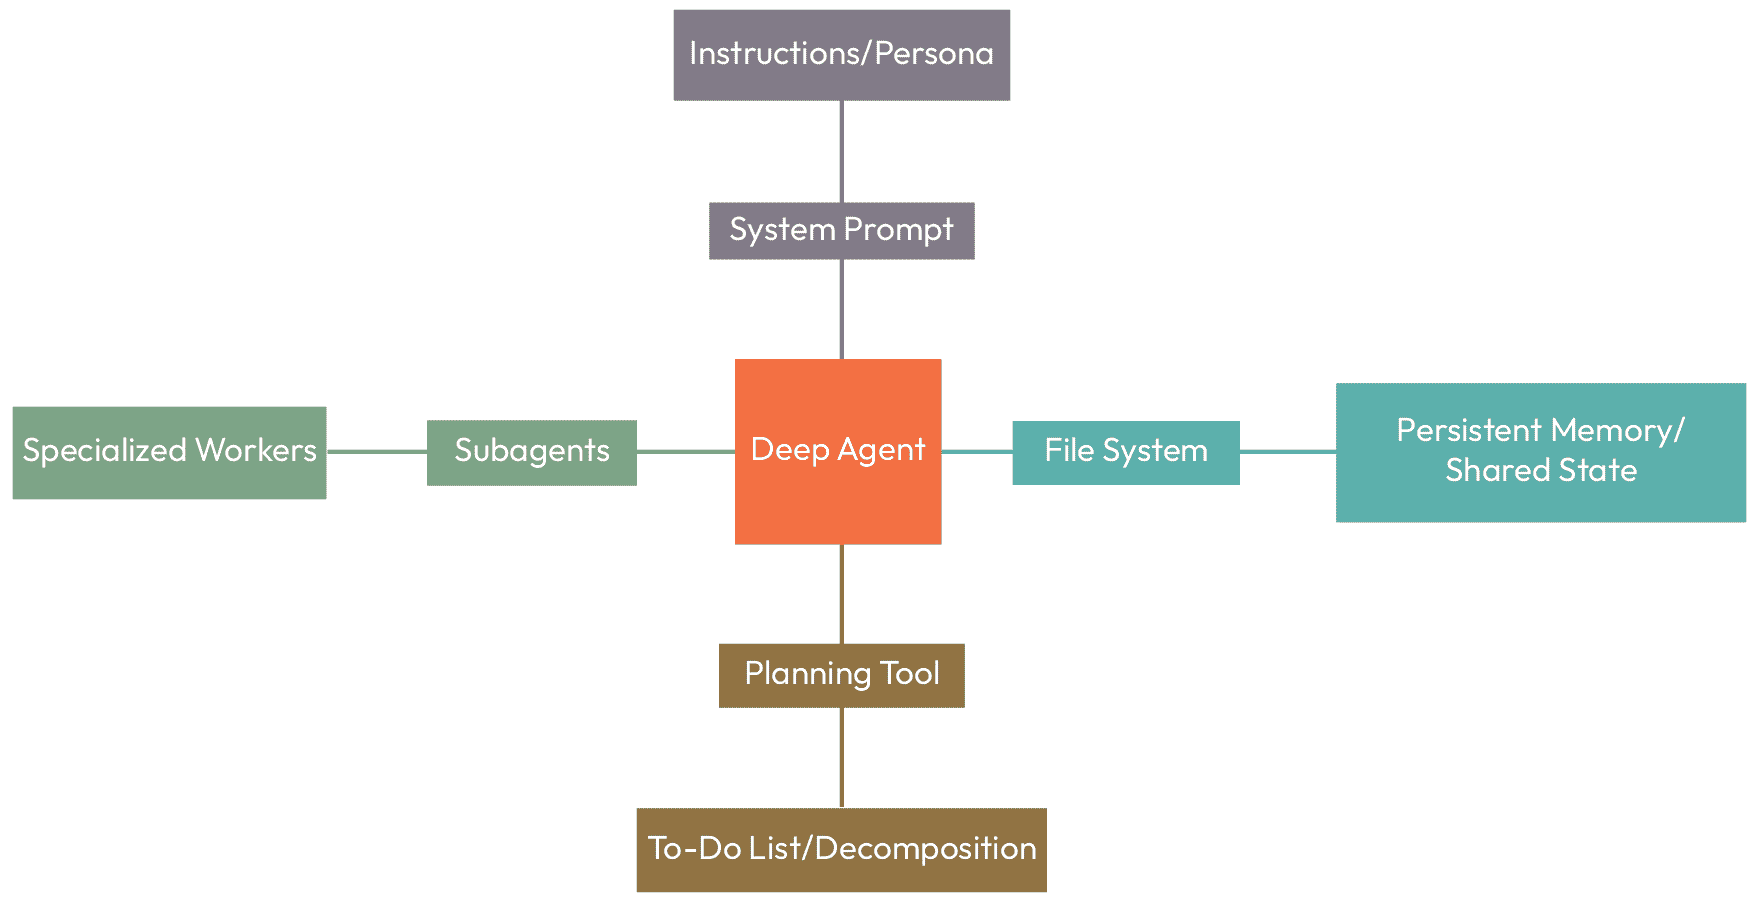 Instructions/Persona
System Prompt
Specialized Workers
Subagents
Deep Agent
File System
Persistent Memory/
Shared State
Planning Tool
To-Do List/Decomposition